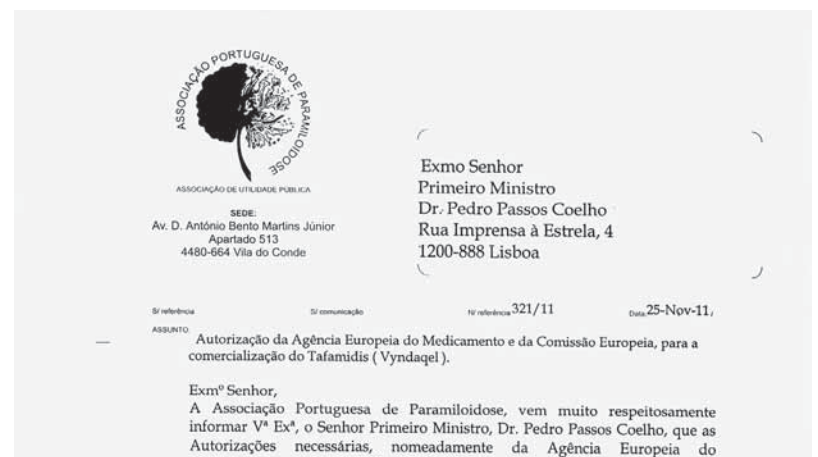 ASSOCIAÇÃO PORTUGUESA DE PARAMILOIDOSE
ASSOCIAÇÃO DE UTILIDADE PÚBLICA
SEDE:
Av. D. António Bento Martins Júnior
Apartado 513
4480-664 Vila do Conde
Exmo Senhor
Primeiro Ministro
Dr. Pedro Passos Coelho
Rua Imprensa à Estrela, 4
1200-888 Lisboa
S/ referência S/ comunicação N/ referência 321/11 Data: 25-Nov-11,
ASSUNTO:
Autorização da Agência Europeia do Medicamento e da Comissão Europeia, para a
comercialização do Tafamidis ( Vyndaqel ).
Exmº Senhor,
A Associação Portuguesa de Paramiloidose, vem muito respeitosamente
informar Vª Exª, o Senhor Primeiro Ministro, Dr. Pedro Passos Coelho, que as
Autorizações necessárias, nomeadamente da Agência Europeia do